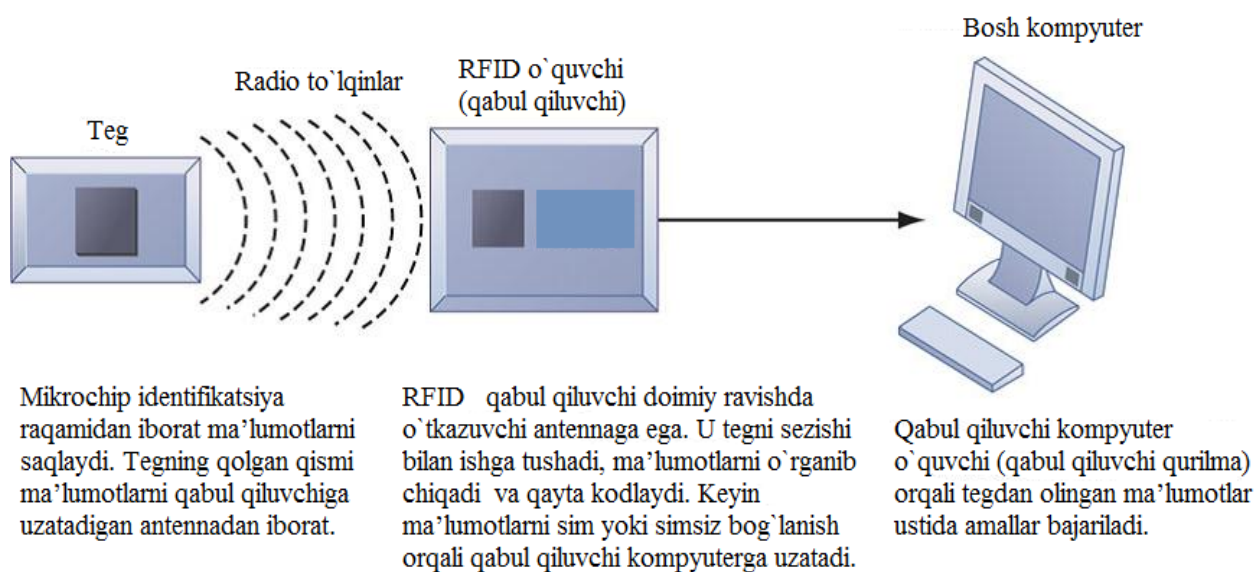 Bosh kompyuter
RFID o`quvchi
(qabul qiluvchi)
Radio to`lqinlar
Teg
Mikrochip identifikatsiya
raqamidan iborat ma’lumotlarni
saqlaydi. Tegning qolgan qismi
ma’lumotlarni qabul qiluvchiga
uzatadigan antennadan iborat.
RFID qabul qiluvchi doimiy ravishda
o`tkazuvchi antennaga ega. U tegni sezishi
bilan ishga tushadi, ma’lumotlarni o`rganib
chiqadi va qayta kodlaydi. Keyin
ma’lumotlarni sim yoki simsiz bog`lanish
orqali qabul qiluvchi kompyuterga uzatadi.
Qabul qiluvchi kompyuter
o`quvchi (qabul qiluvchi qurilma)
orqali tegdan olingan ma’lumotlar
ustida amallar bajariladi.